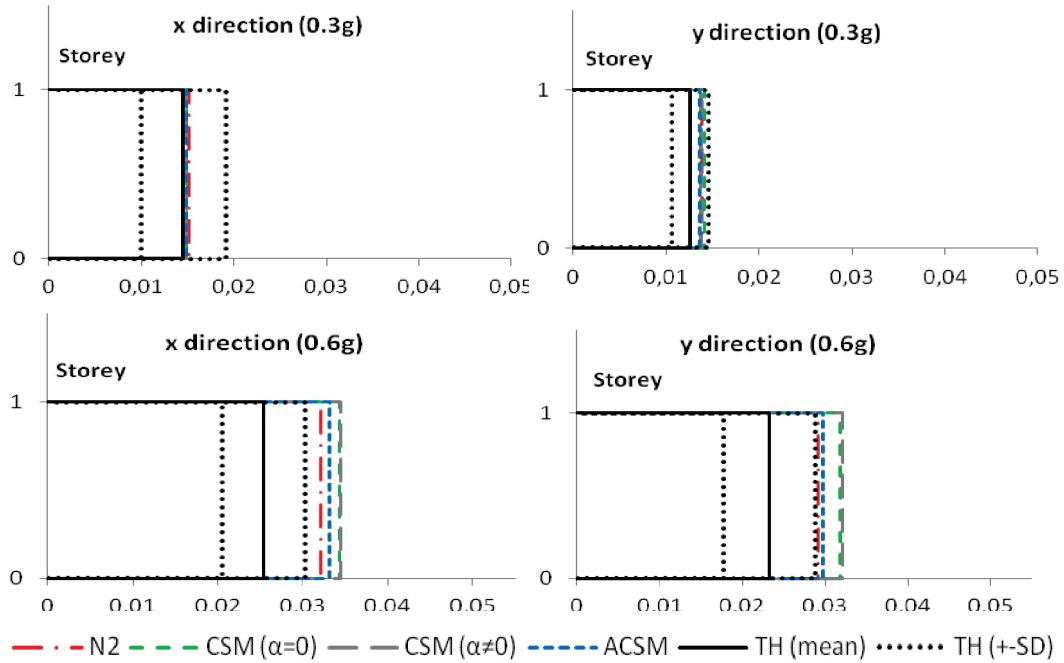 x direction (0.3g)
Storey
1
0
0 0,01 0,02 0,03 0,04 0,05
y direction (0.3g)
Storey
1
0
0 0,01 0,02 0,03 0,04 0,05
x direction (0.6g)
Storey
1
0
0 0.01 0.02 0.03 0.04 0.05
y direction (0.6g)
Storey
1
0
0 0.01 0.02 0.03 0.04 0.05
N2 CSM (α=0) CSM (α≠0) ACSM TH (mean) TH (+-SD)